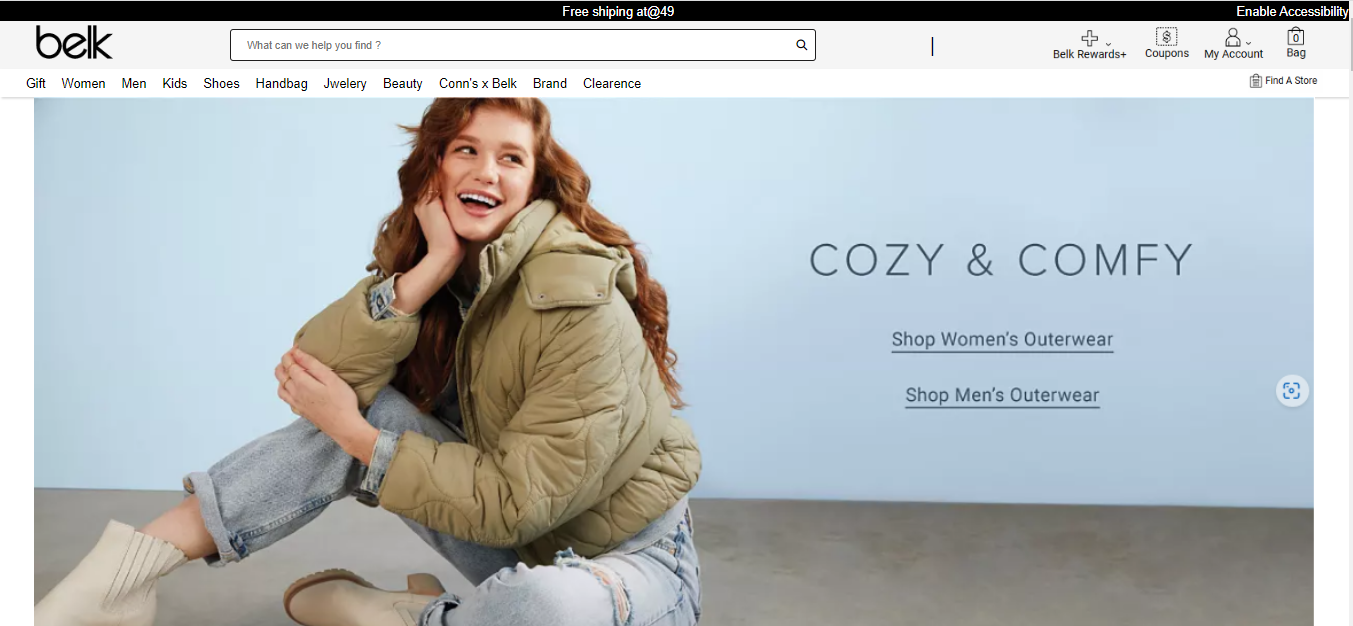 Free shiping at@49
Enable Accessibility
belk
What can we help you find ?
Belk Rewards+
Coupons
My Account
0
Bag
Gift Women Men Kids Shoes Handbag Jwelery Beauty Conn's x Belk Brand Clearence
Find A Store
COZY & COMFY
Shop Women's Outerwear
Shop Men's Outerwear